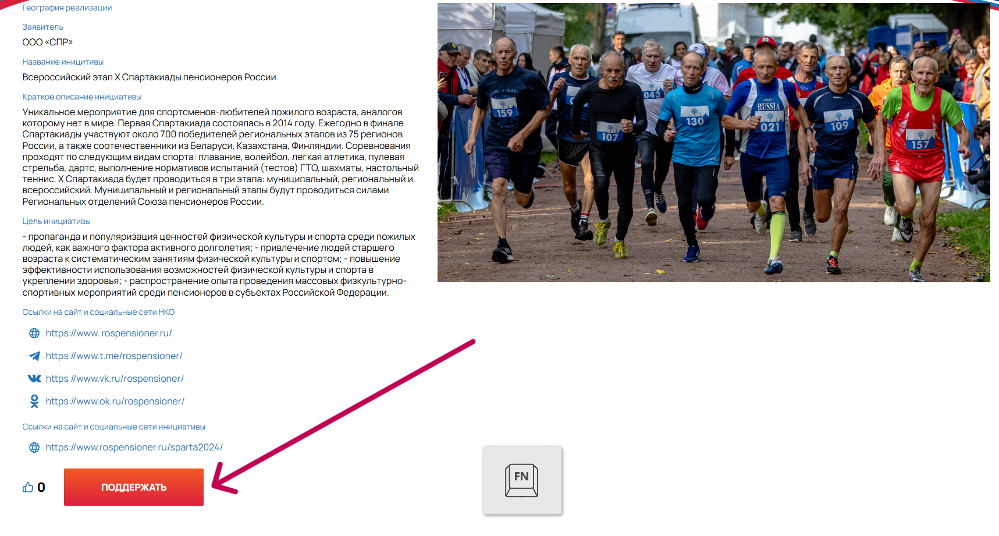 География реализации
Заявитель
ООО «СПР»
Название иницитивы
Всероссийский этап X Спартакиады пенсионеров России
Краткое описание инициативы
Уникальное мероприятие для спортсменов-любителей пожилого возраста, аналогов
которому нет в мире. Первая Спартакиада состоялась в 2014 году. Ежегодно в финале
Спартакиады участвуют около 700 победителей региональных этапов из 75 регионов
России, а также соотечественники из Беларуси, Казахстана, Финляндии. Соревнования
проходят по следующим видам спорта: плавание, волейбол, легкая атлетика, пулевая
стрельба, дартс, выполнение нормативов испытаний (тестов) ГТО, шахматы, настольный
теннис. X Спартакиада будет проводиться в три этапа: муниципальный, региональный и
всероссийский. Муниципальный и региональный этапы будут проводиться силами
Региональных отделений Союза пенсионеров России.
Цель инициативы
- пропаганда и популяризация ценностей физической культуры и спорта среди пожилых
людей, как важного фактора активного долголетия; - привлечение людей старшего
возраста к систематическим занятиям физической культуры и спортом; - повышение
эффективности использования возможностей физической культуры и спорта в
укреплении здоровья; - распространение опыта проведения массовых физкультурно-
спортивных мероприятий среди пенсионеров в субъектах Российской Федерации.
Ссылки на сайт и социальные сети НКО
https://www. rospensioner.ru/
https://www.t.me/rospensioner/
https://www.vk.ru/rospensioner/
https://www.ok.ru/rospensioner/
Ссылки на сайт и социальные сети инициативы
https://www.rospensioner.ru/sparta2024/
0
ПОДДЕРЖАТЬ
FN
159
107
043
130
RUSSIA
021
109
157